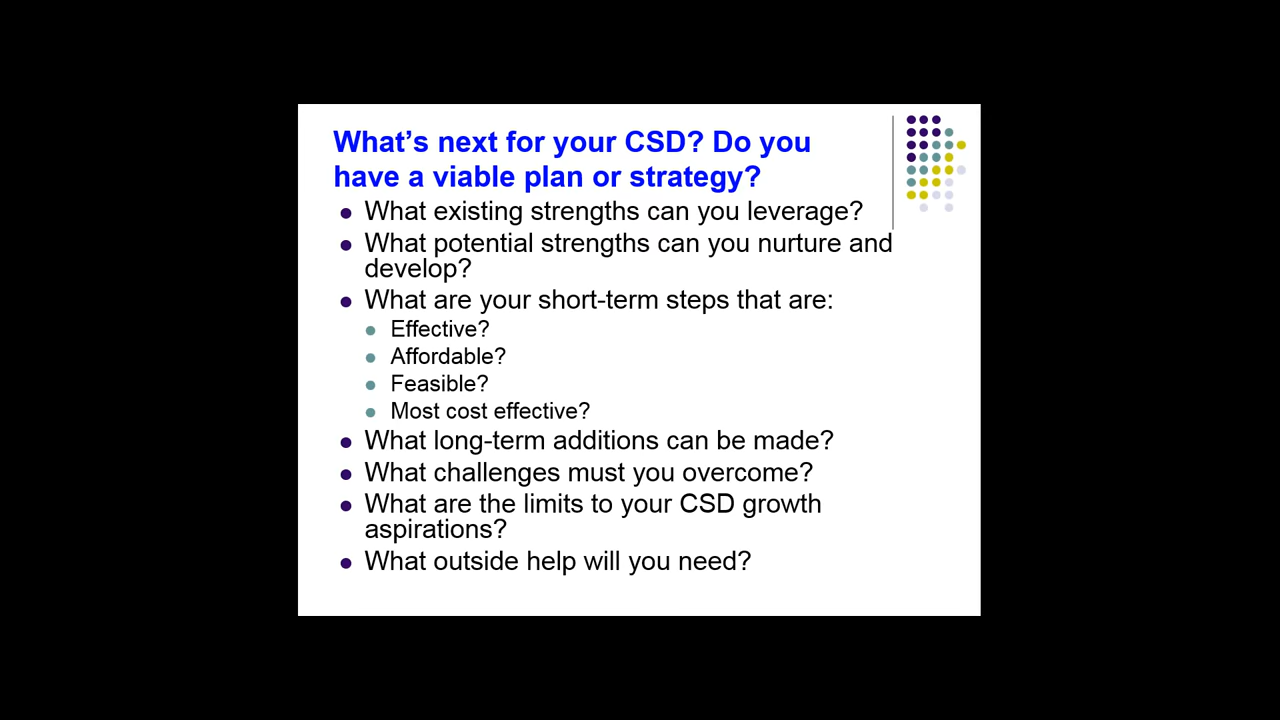 What’s next for your CSD? Do you
have a viable plan or strategy?
What existing strengths can you leverage?
What potential strengths can you nurture and
develop?
What are your short-term steps that are:
Effective?
Affordable?
Feasible?
Most cost effective?
What long-term additions can be made?
What challenges must you overcome?
What are the limits to your CSD growth
aspirations?
What outside help will you need?